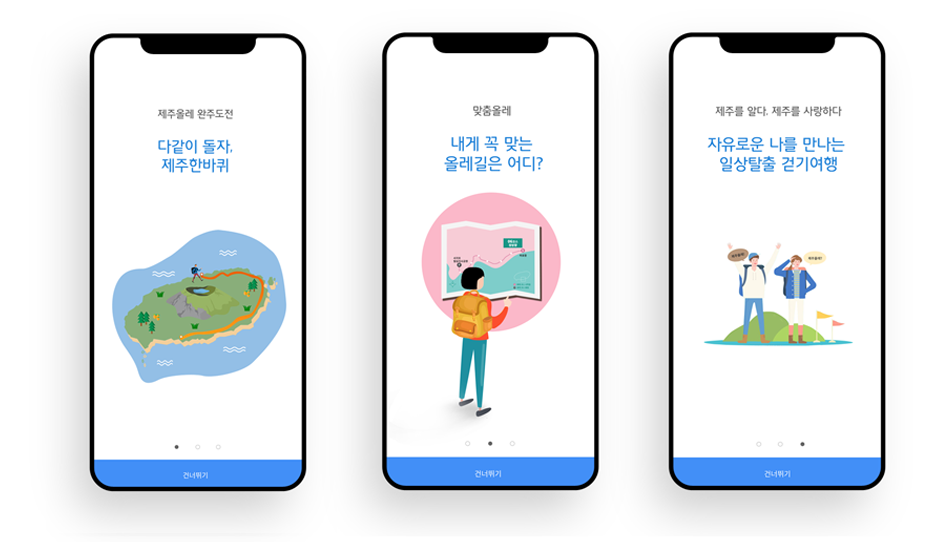 제주올레 완주도전
다같이 돌자,
제주한바퀴
건너뛰기
맞춤올레
내게 꼭 맞는
올레길은 어디?
건너뛰기
제주를 알다. 제주를 사랑하다
자유로운 나를 만나는
일상탈출 걷기여행
건너뛰기